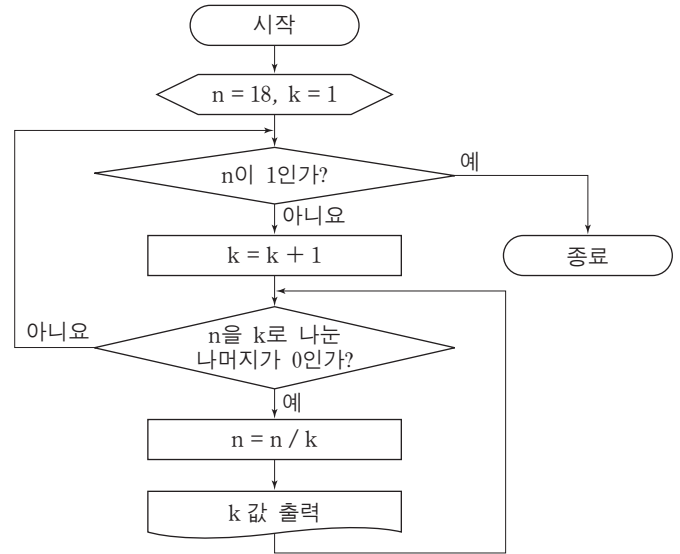 시작
n = 18, k = 1
n이 1인가?
예
아니요
k = k + 1
종료
아니요
n을 k로 나눈
나머지가 0인가?
예
n = n / k
k 값 출력